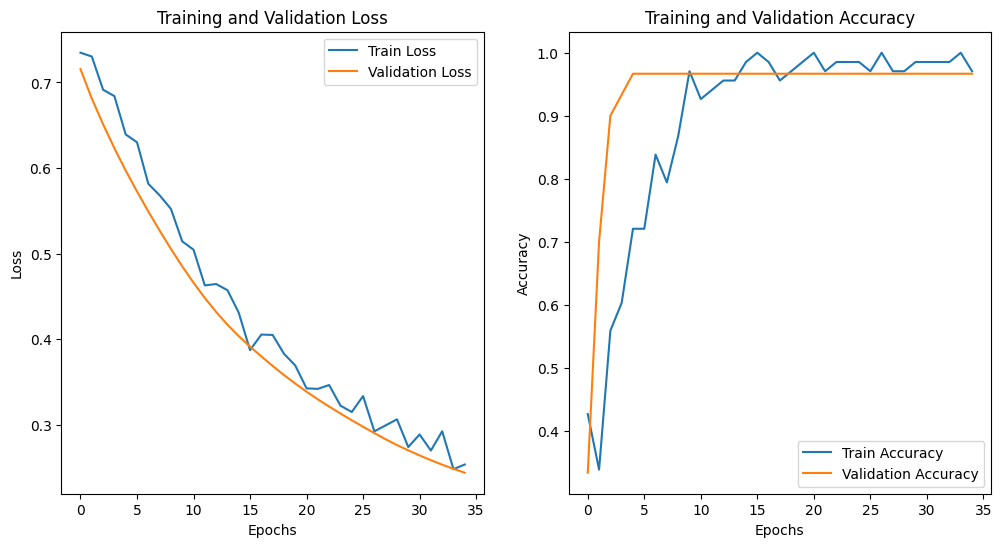 Training and Validation Loss
Train Loss
Validation Loss
Loss
0.7
0.6
0.5
0.4
0.3
0 5 10 15 20 25 30 35
Epochs
Training and Validation Accuracy
Train Accuracy
Validation Accuracy
Accuracy
1.0
0.9
0.8
0.7
0.6
0.5
0.4
0 5 10 15 20 25 30 35
Epochs